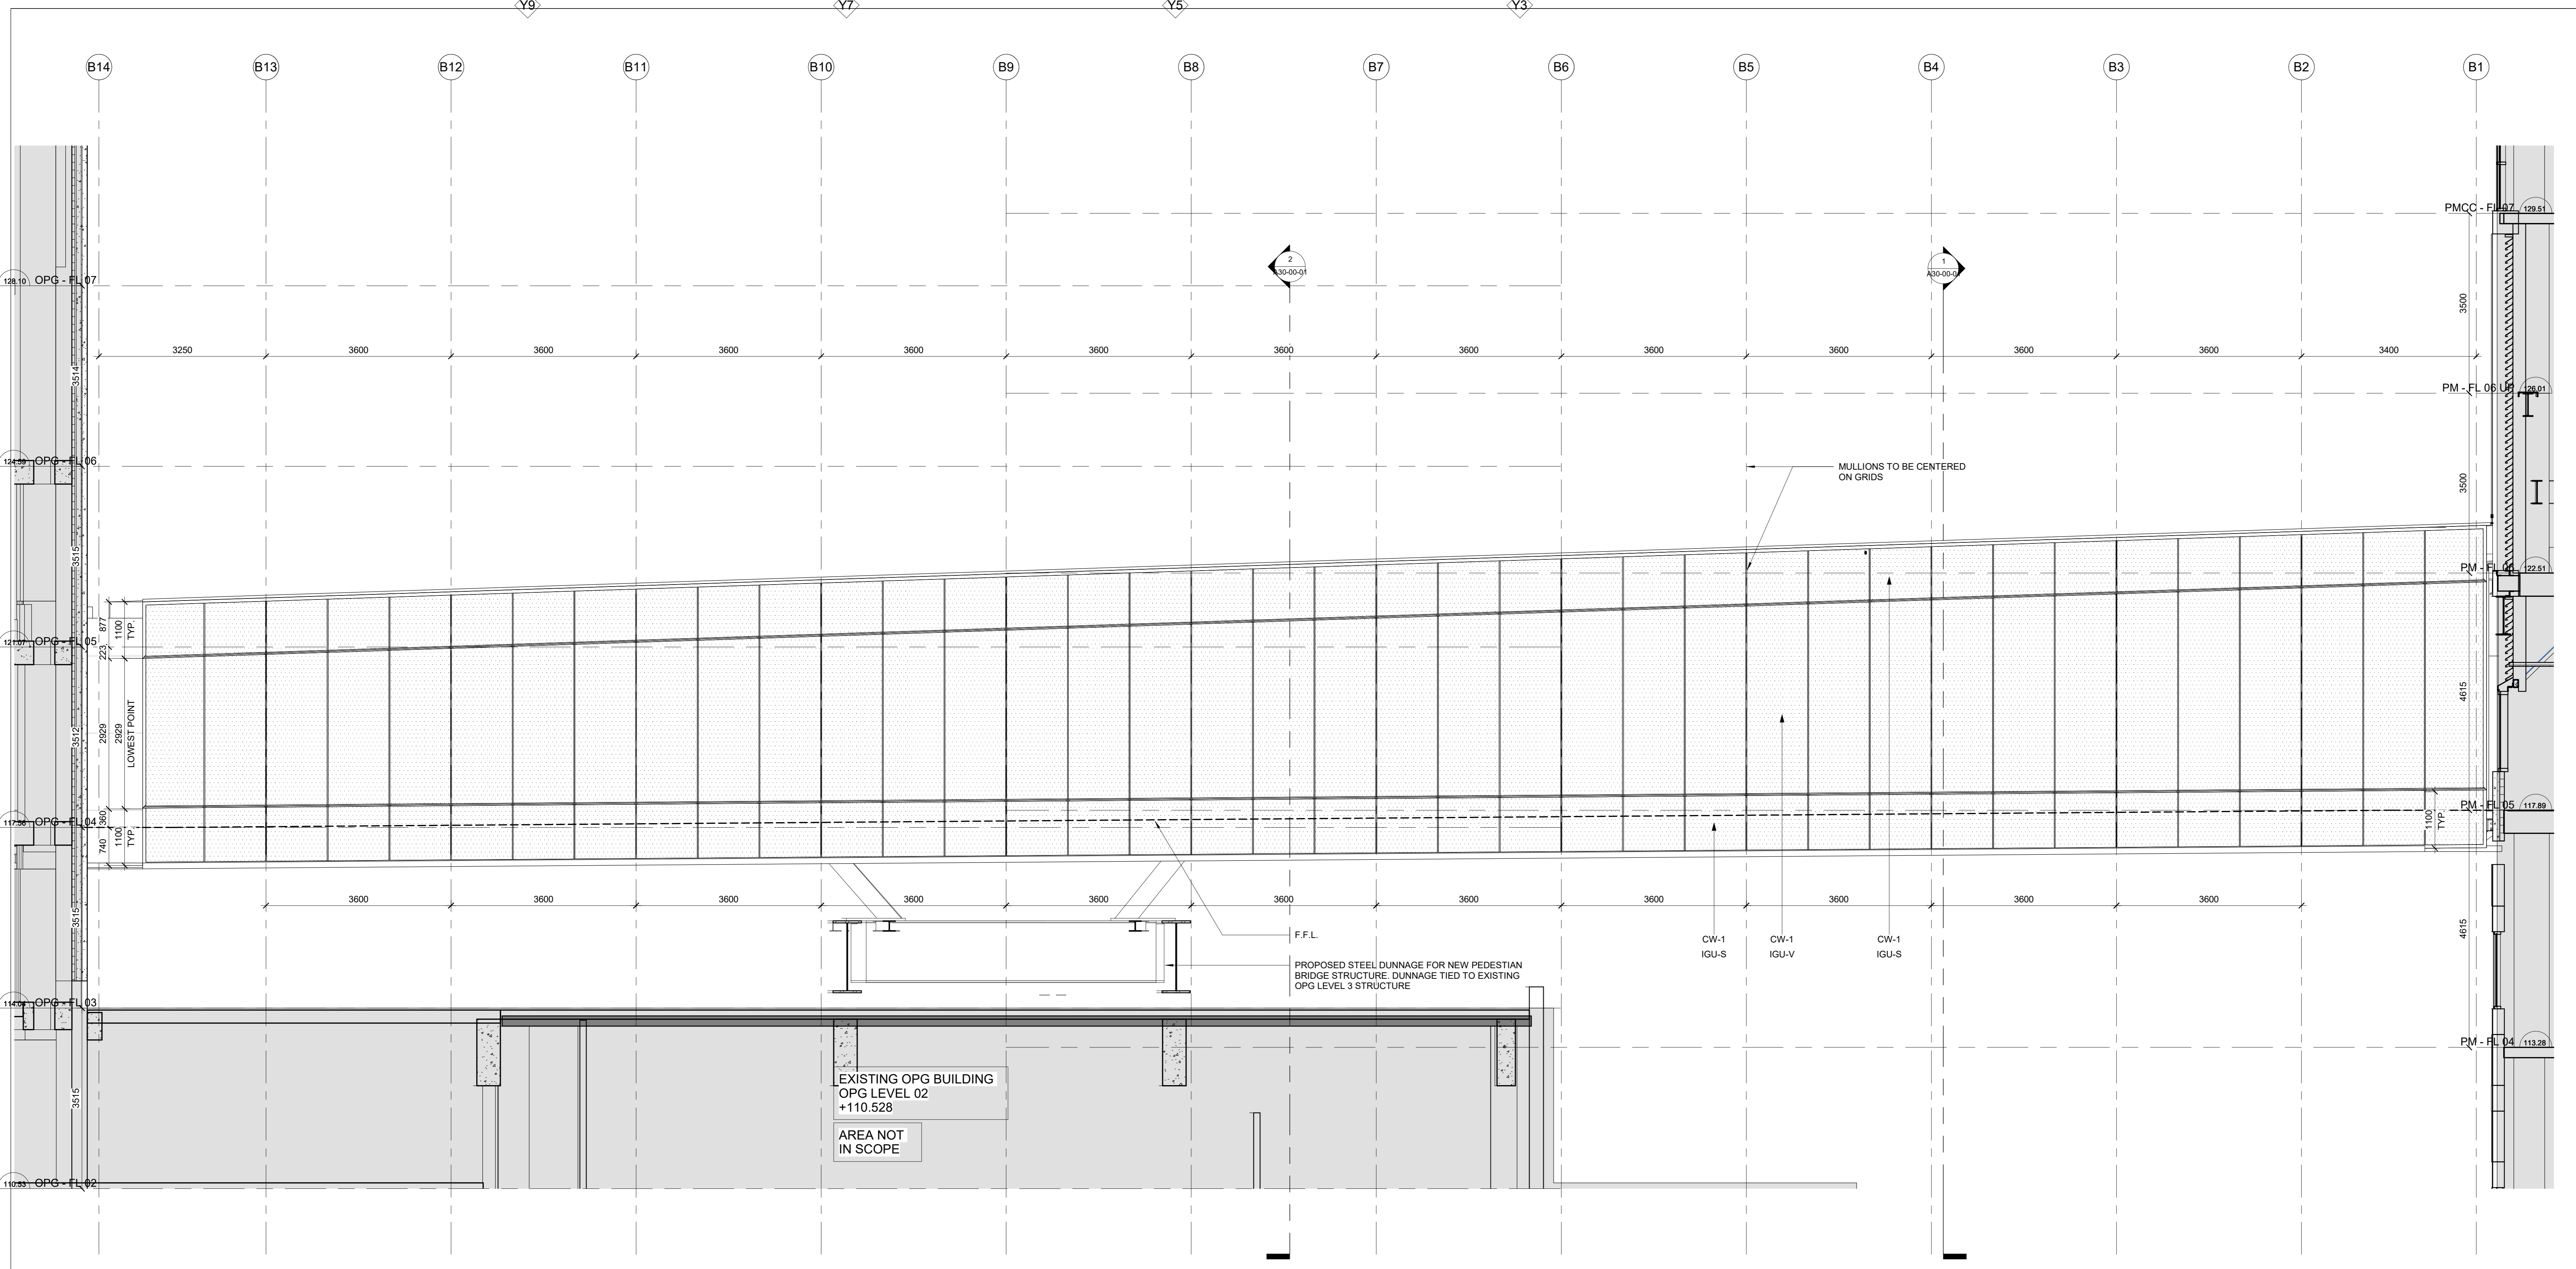 Y9 Y7 Y5 Y3
B14 B13 B12 B11 B10 B9 B8 B7 B6 B5 B4 B3 B2 B1
PMCC - FL 07 129.51
2
A30-00-01
1
128.10 OPG - FL 07
3500
3250 3600 3600 3600 3600 3600 3600 3600 3600 3600 3600 3600 3400
3514
PM - FL 06 UP 126.01
124.59 OPG - FL 06
MULLIONS TO BE CENTERED
ON GRIDS
3500
3515
122.51
877
1100
TYP.
121.07 OPG - FL 05
223
4615
3512
2929
2929
LOWEST POINT
PM - FL 05 117.89
117.56 OPG - FL 04
360
740
1100
TYP.
1100
TYP.
3600 3600 3600 3600 3600 3600 3600 3600 3600 3600 3600
3515
4615
F.F.L.
CW-1
IGU-S
CW-1
IGU-V
CW-1
IGU-S
PROPOSED STEEL DUNNAGE FOR NEW PEDESTIAN
BRIDGE STRUCTURE. DUNNAGE TIED TO EXISTING
OPG LEVEL 3 STRUCTURE
114.04 OPG - FL 03
PM - FL 04 113.28
3515
EXISTING OPG BUILDING
OPG LEVEL 02
+110.528
AREA NOT
IN SCOPE
110.53 OPG - FL 02